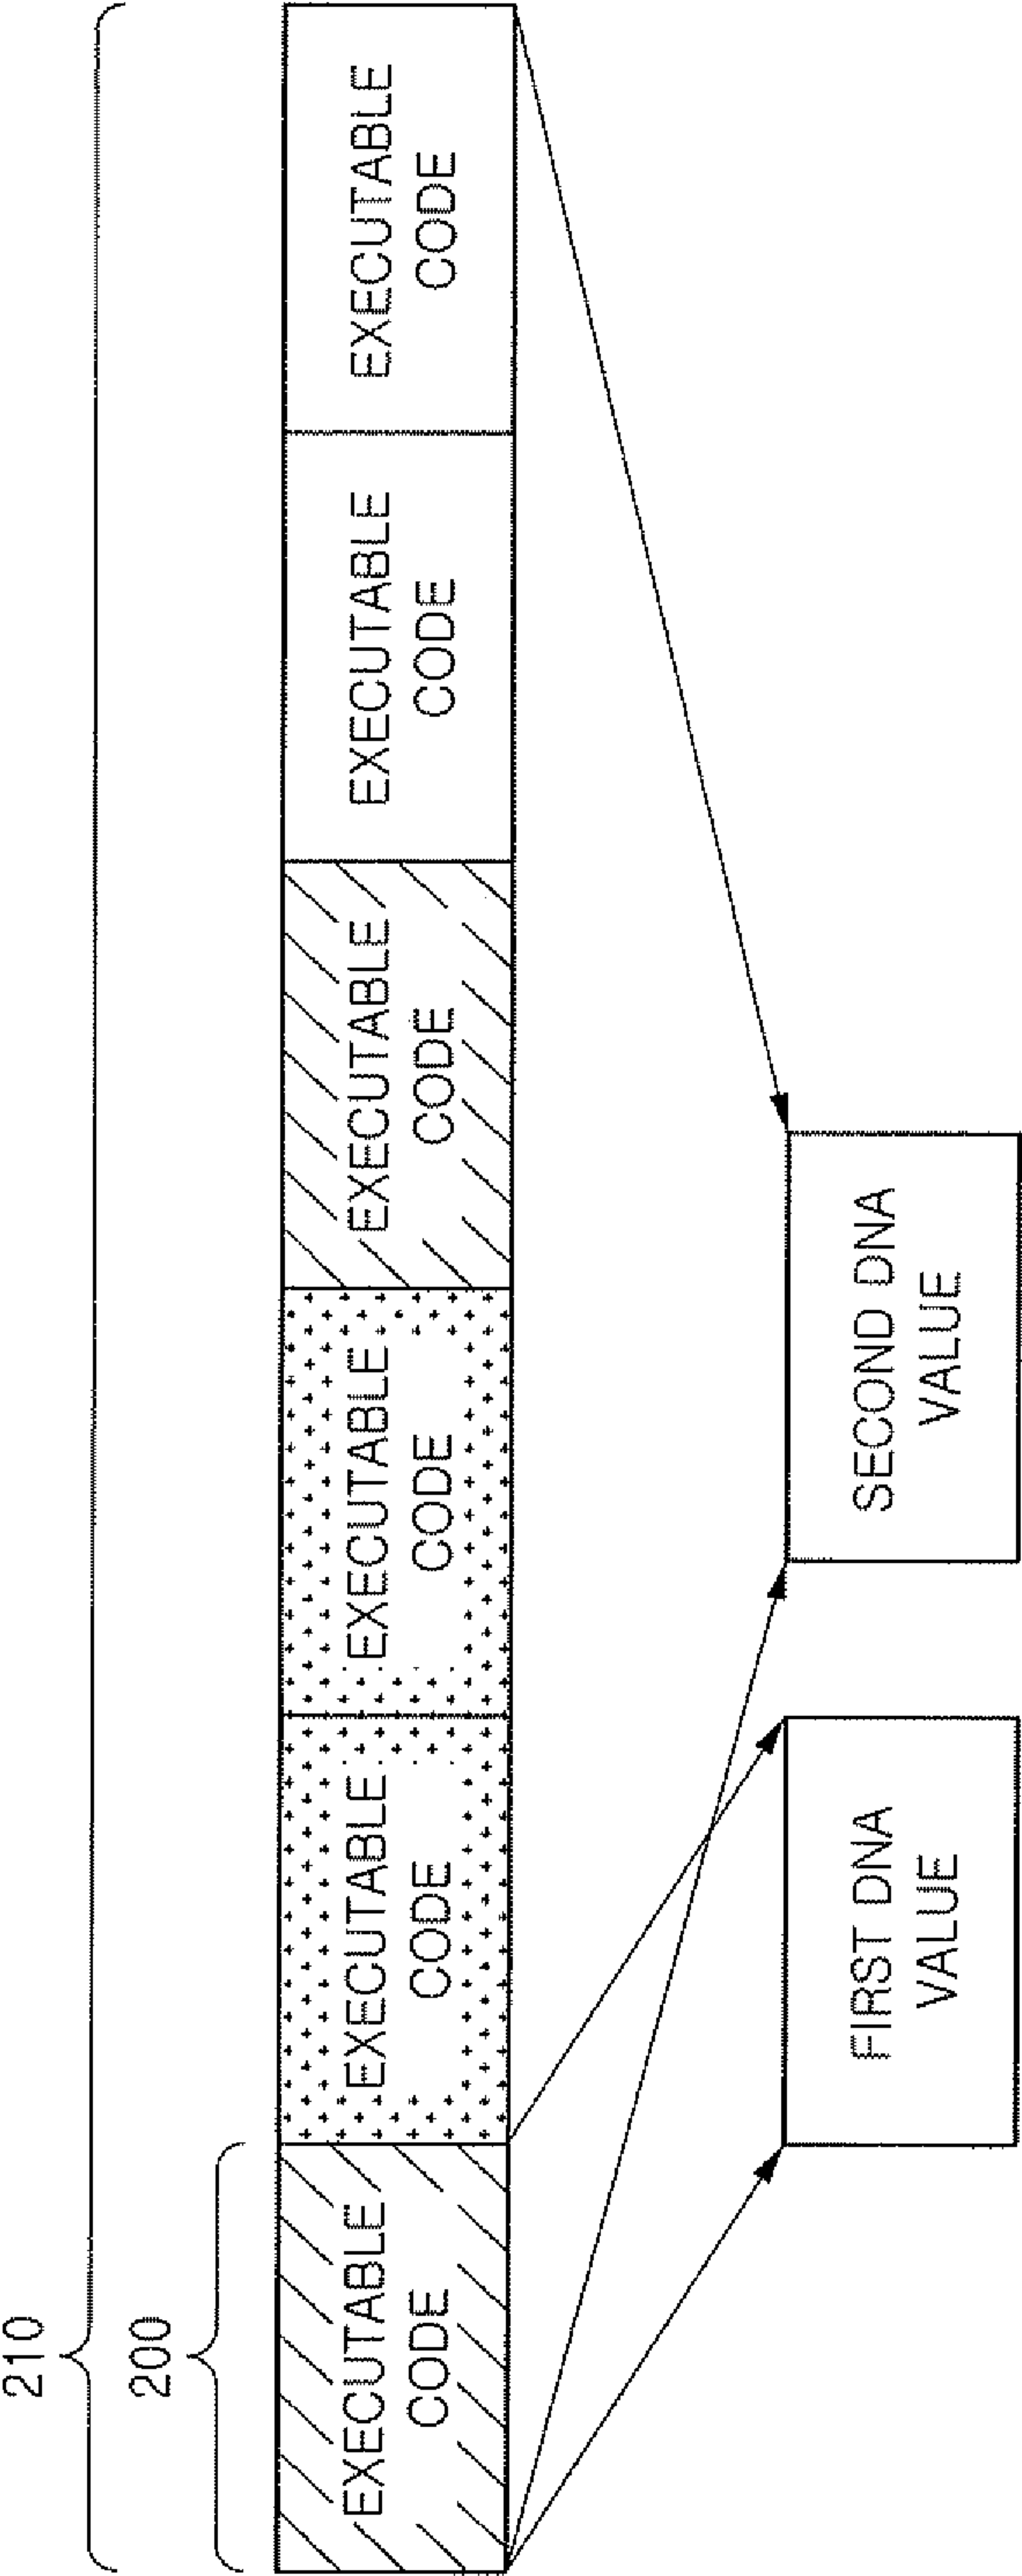 210
200
EXECUTABLE
CODE
EXECUTABLE
CODE
EXECUTABLE
CODE
EXECUTABLE
CODE
EXECUTABLE
CODE
EXECUTABLE
CODE
FIRST DNA
VALUE
SECOND DNA
VALUE